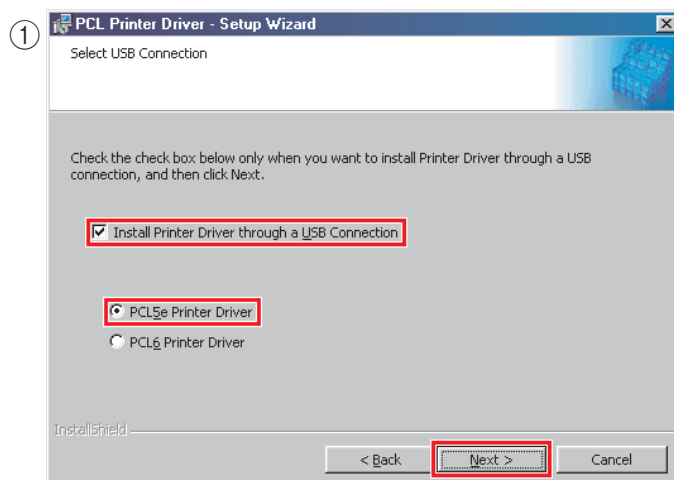 ①
PCL Printer Driver - Setup Wizard
Select USB Connection
Check the check box below only when you want to install Printer Driver through a USB
connection, and then click Next.
Install Printer Driver through a USB Connection
PCL5e Printer Driver
PCL6 Printer Driver
InstallShield
< Back Next > Cancel